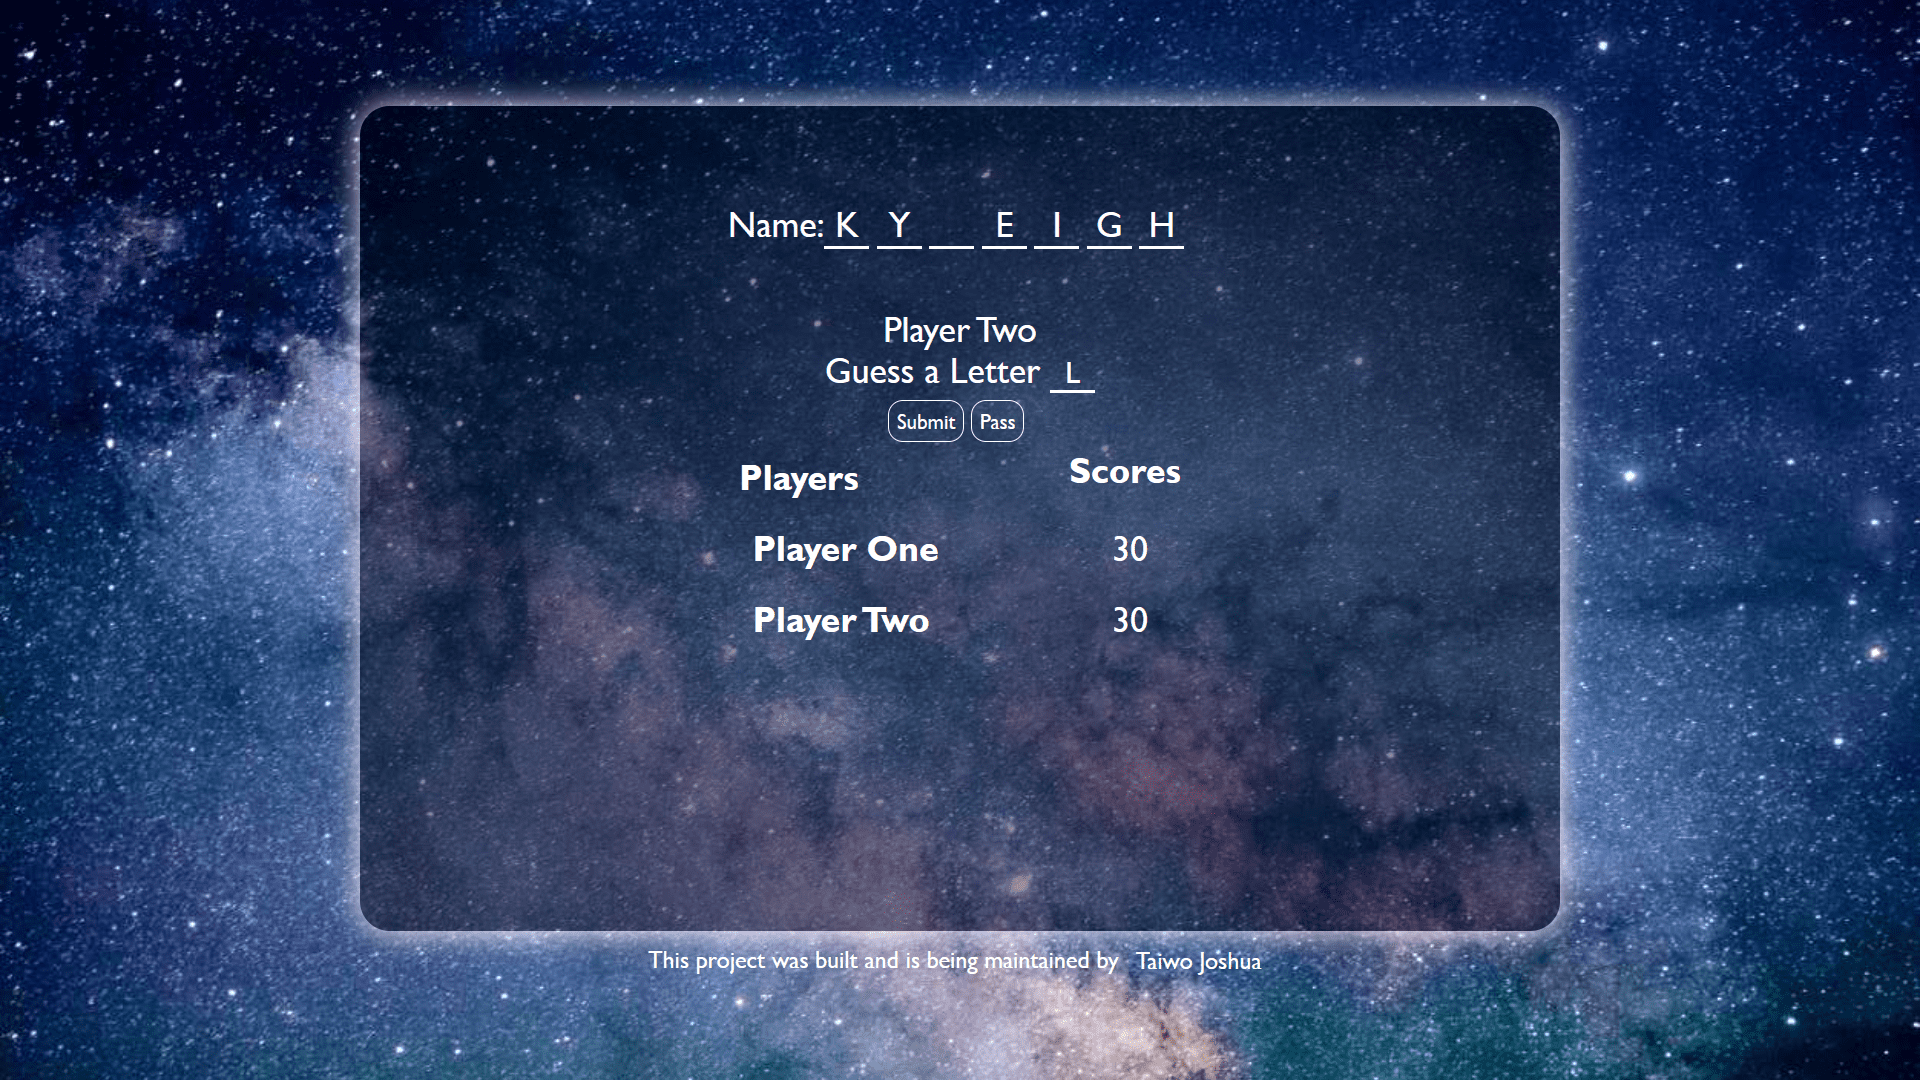 Name: K Y _ E I G H
Player Two
Guess a Letter L
Submit Pass
Players Scores
Player One 30
Player Two 30
This project was built and is being maintained by Taiwo Joshua